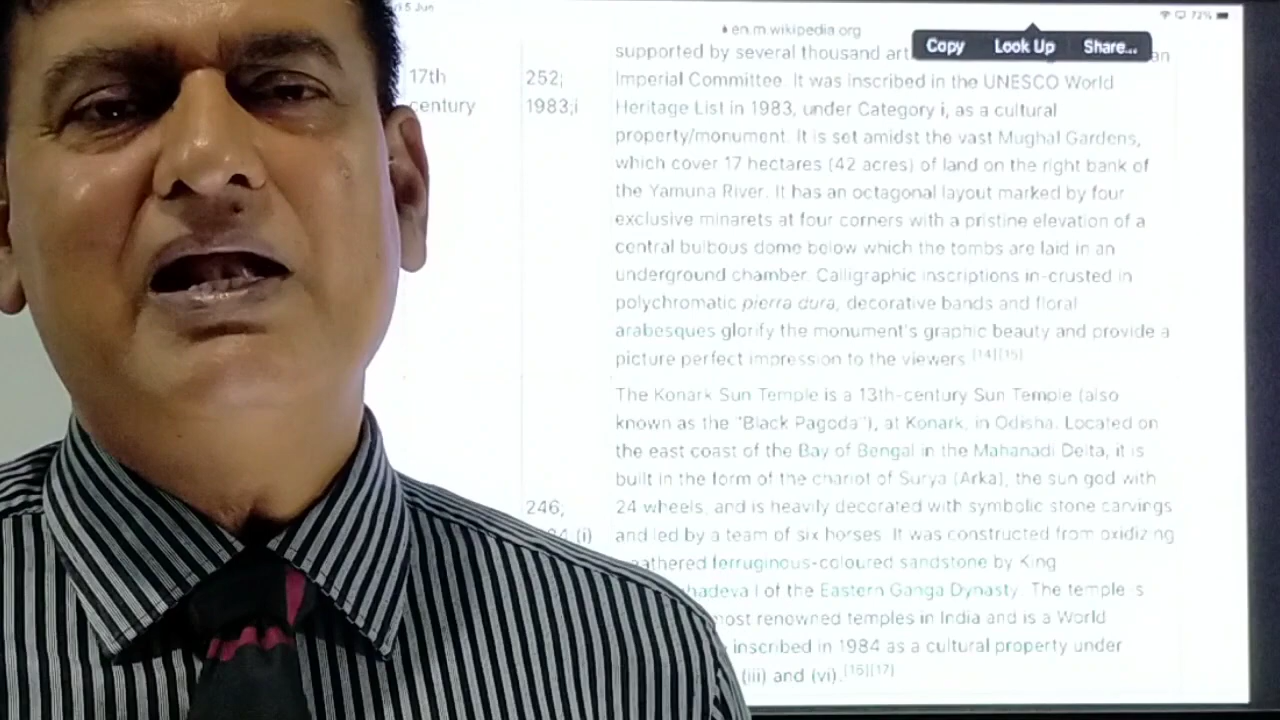 5 Jun
72%
en.m.wikipedia.org
Copy Look Up Share...
17th
century
252;
1983;i
supported by several thousand art an
Imperial Committee. It was inscribed in the UNESCO World
Heritage List in 1983, under Category i, as a cultural
property/monument. It is set amidst the vast Mughal Gardens,
which cover 17 hectares (42 acres) of land on the right bank of
the Yamuna River. It has an octagonal layout marked by four
exclusive minarets at four corners with a pristine elevation of a
central bulbous dome below which the tombs are laid in an
underground chamber. Calligraphic inscriptions in-crusted in
polychromatic pierra dura, decorative bands and floral
arabesques glorify the monument's graphic beauty and provide a
picture perfect impression to the viewers.[14][15]
The Konark Sun Temple is a 13th-century Sun Temple (also
known as the "Black Pagoda"), at Konark, in Odisha. Located on
the east coast of the Bay of Bengal in the Mahanadi Delta, it is
built in the form of the chariot of Surya (Arka), the sun god with
246; 24 wheels, and is heavily decorated with symbolic stone carvings
(i) and led by a team of six horses. It was constructed from oxidizing
eathered ferruginous-coloured sandstone by King
hadeva I of the Eastern Ganga Dynasty. The temple is
most renowned temples in India and is a World
inscribed in 1984 as a cultural property under
(iii) and (vi).[16][17]